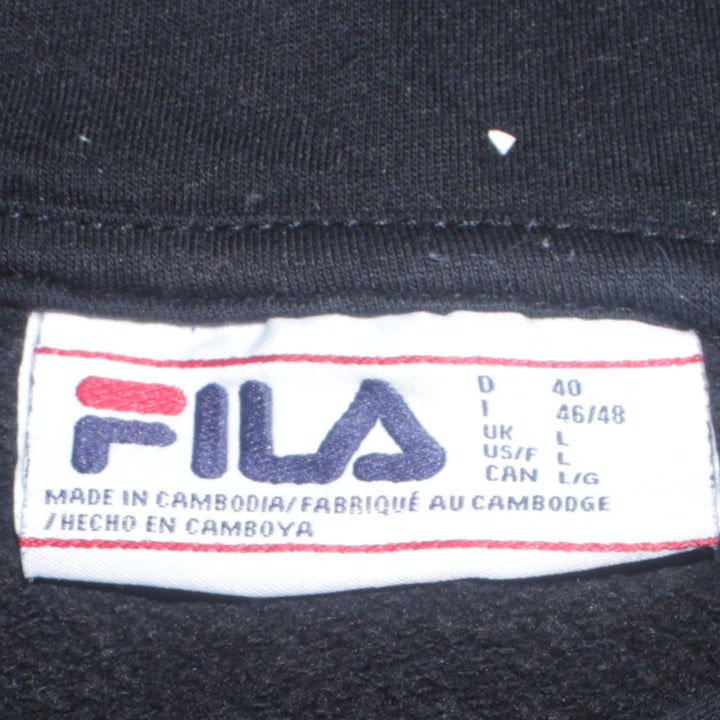 FILA
D 40
I 46/48
UK L
US/F L
CAN L/G
MADE IN CAMBODIA/FABRIQUÉ AU CAMBODGE
/HECHO EN CAMBOYA